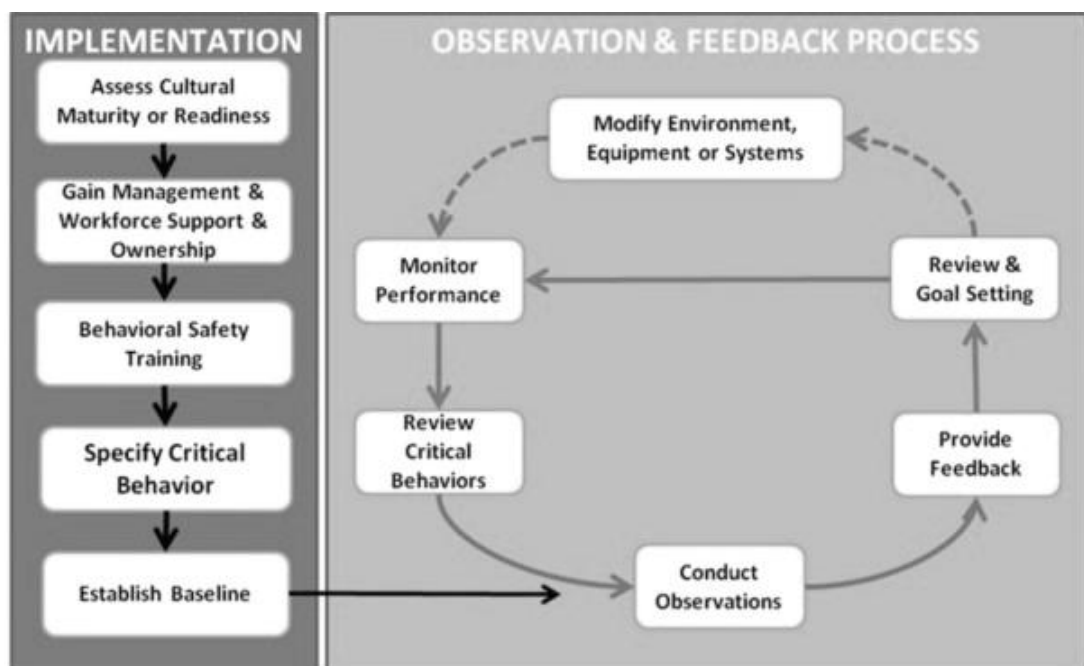 IMPLEMENTATION
Assess Cultural
Maturity or Readiness
Gain Management &
Workforce Support &
Ownership
Behavioral Safety
Training
Specify Critical
Behavior
Establish Baseline
OBSERVATION & FEEDBACK PROCESS
Modify Environment,
Equipment or Systems
Monitor
Performance
Review &
Goal Setting
Review
Critical
Behaviors
Provide
Feedback
Conduct
Observations